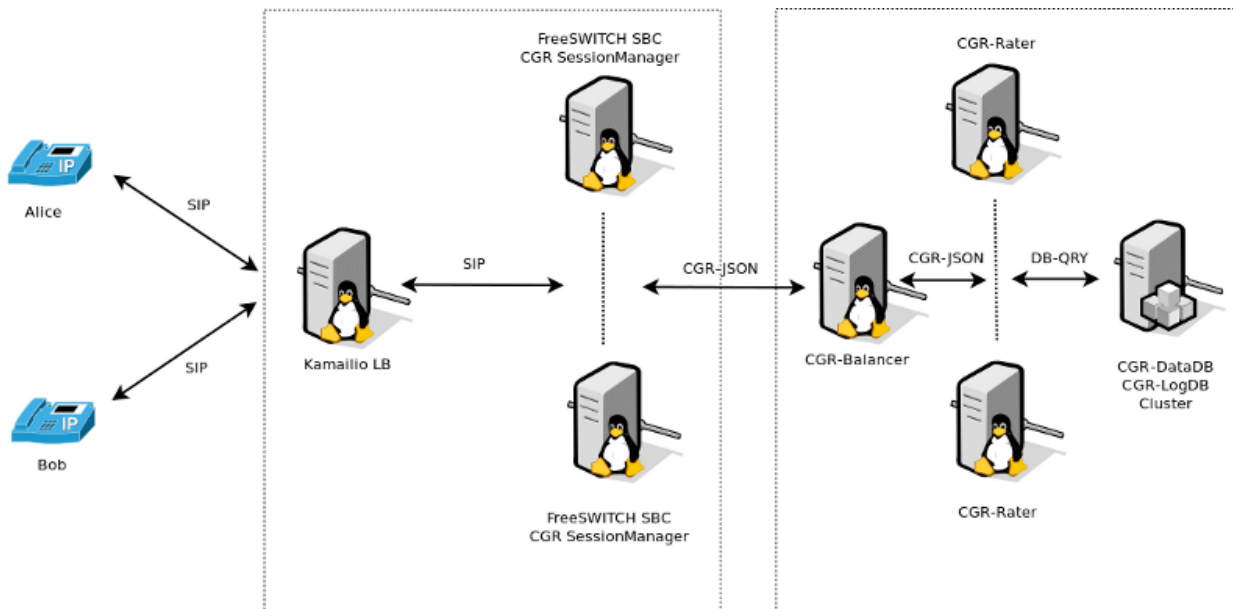 FreeSWITCH SBC
CGR SessionManager
CGR-Rater
IP
Alice
SIP
SIP
CGR-JSON
CGR-JSON
DB-QRY
Kamailio LB
CGR-Balancer
CGR-DataDB
CGR-LogDB
Cluster
SIP
IP
Bob
FreeSWITCH SBC
CGR SessionManager
CGR-Rater